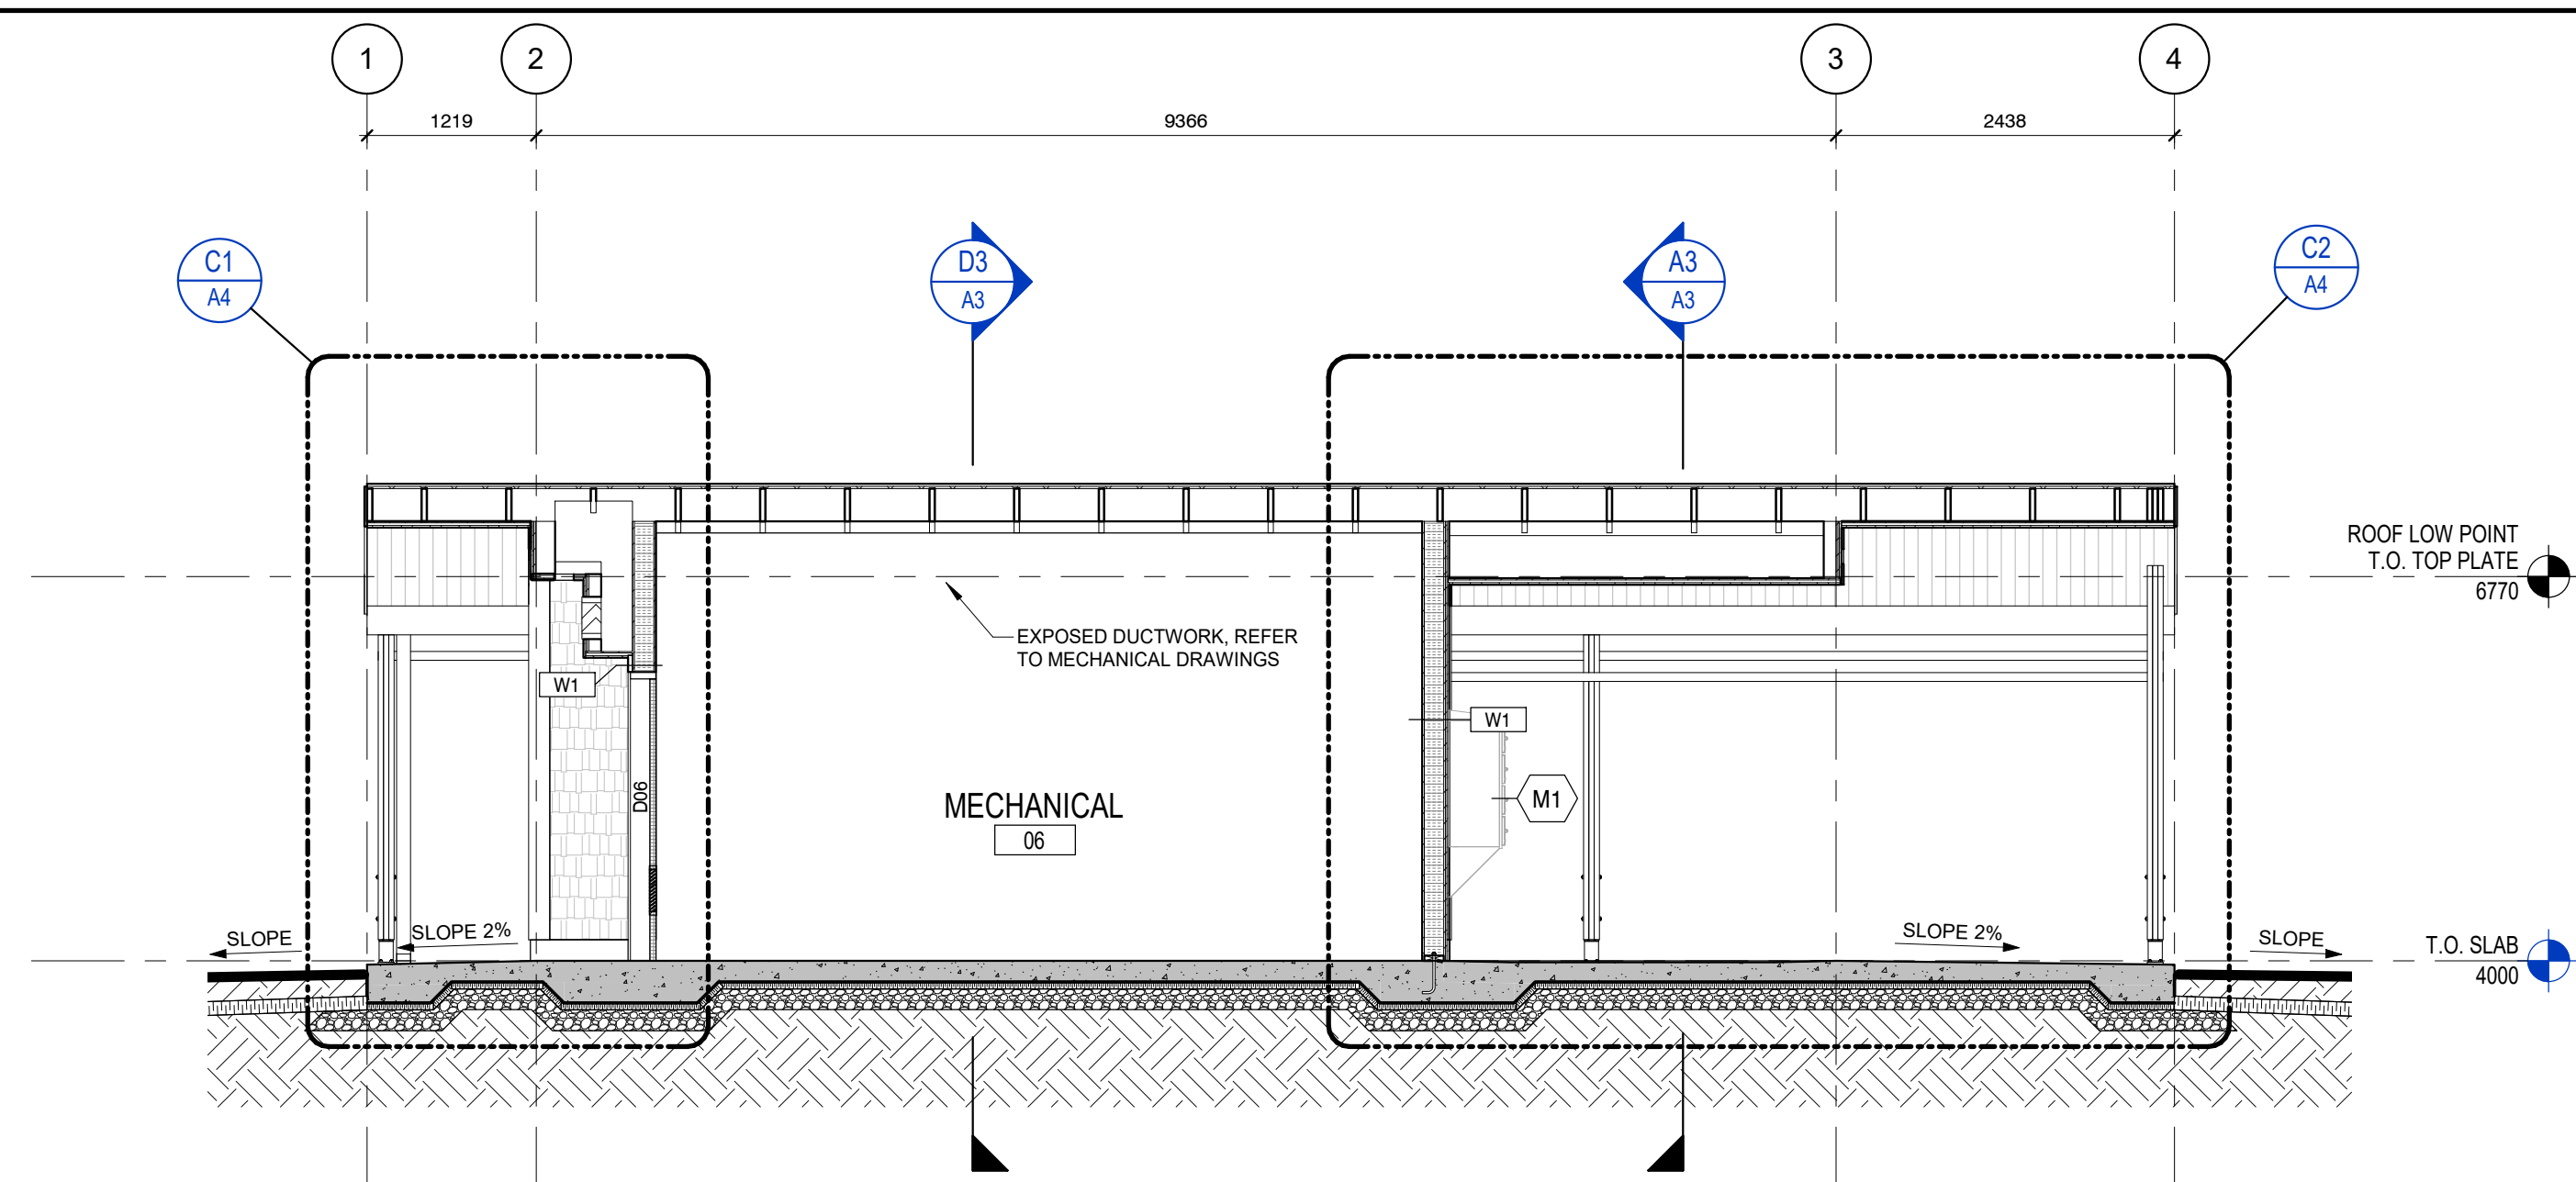 1
2
3
4
1219
9366
2438
C1
A4
D3
A3
A3
A3
C2
A4
ROOF LOW POINT
T.O. TOP PLATE
6770
EXPOSED DUCTWORK, REFER
TO MECHANICAL DRAWINGS
W1
W1
D06
MECHANICAL
06
M1
SLOPE
SLOPE 2%
SLOPE 2%
SLOPE
T.O. SLAB
4000